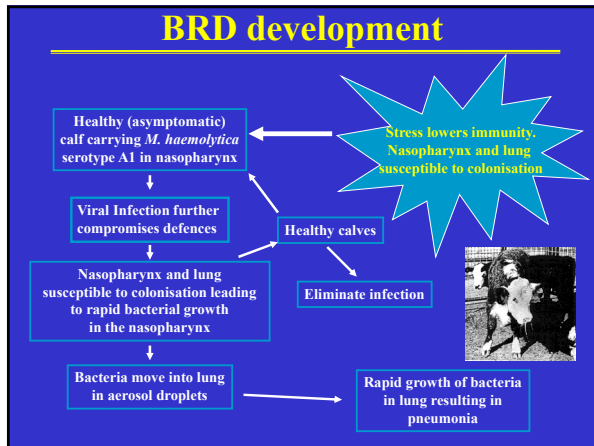 BRD development
Healthy (asymptomatic)
calf carrying M. haemolytica
serotype A1 in nasopharynx
Stress lowers immunity.
Nasopharynx and lung
susceptible to colonisation
Viral Infection further
compromises defences
Healthy calves
Nasopharynx and lung
susceptible to colonisation leading
to rapid bacterial growth
in the nasopharynx
Eliminate infection
Bacteria move into lung
in aerosol droplets
Rapid growth of bacteria
in lung resulting in
pneumonia